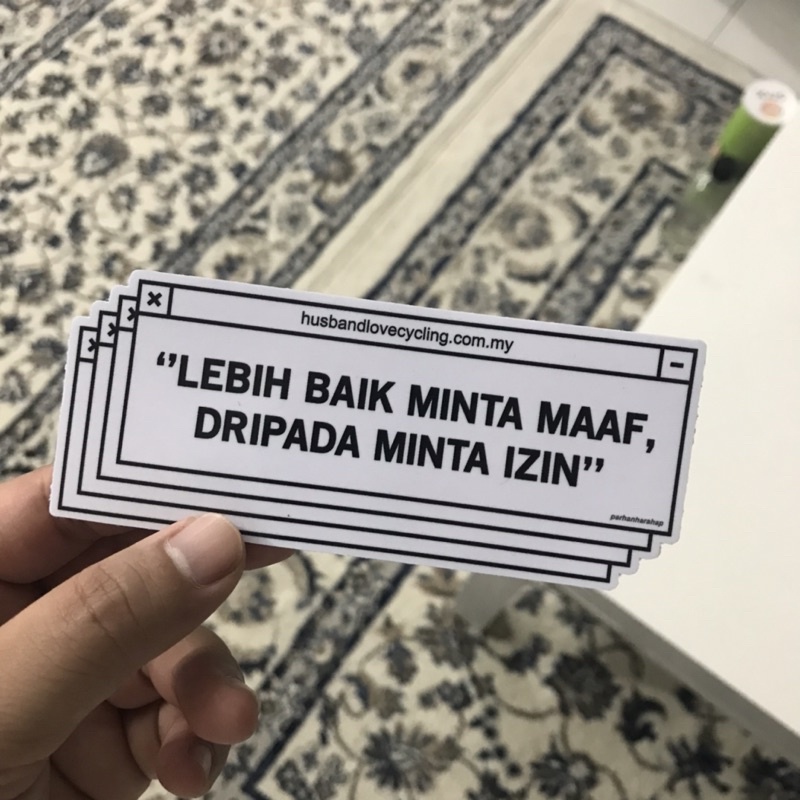 husbandlovecycling.com.my
‘’LEBIH BAIK MINTA MAAF,
DRIPADA MINTA IZIN’’
parhanharahap